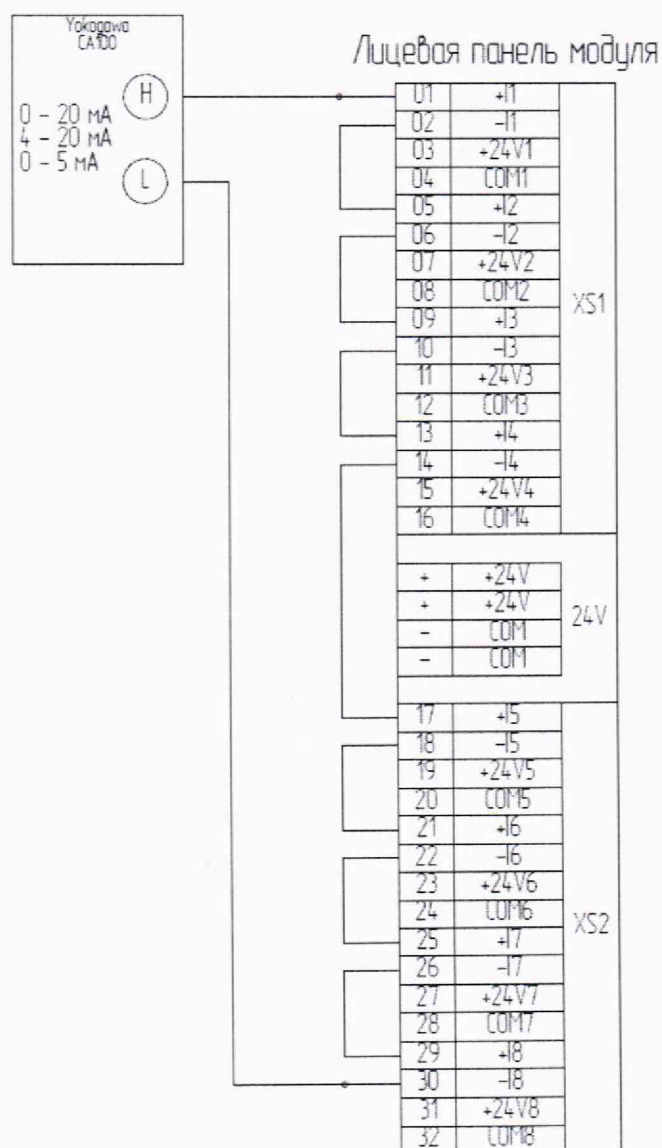 Yokogawa
CA100
H
0 – 20 мА
4 – 20 мА
0 – 5 мА
L
Лицевая панель модуля
01 +I1
02 –I1
03 +24V1
04 COM1
05 +I2
06 –I2
07 +24V2
08 COM2
09 +I3
10 –I3
11 +24V3
12 COM3
13 +I4
14 –I4
15 +24V4
16 COM4
XS1
+ +24V
+ +24V
– COM
– COM
24V
17 +I5
18 –I5
19 +24V5
20 COM5
21 +I6
22 –I6
23 +24V6
24 COM6
25 +I7
26 –I7
27 +24V7
28 COM7
29 +I8
30 –I8
31 +24V8
32 COM8
XS2